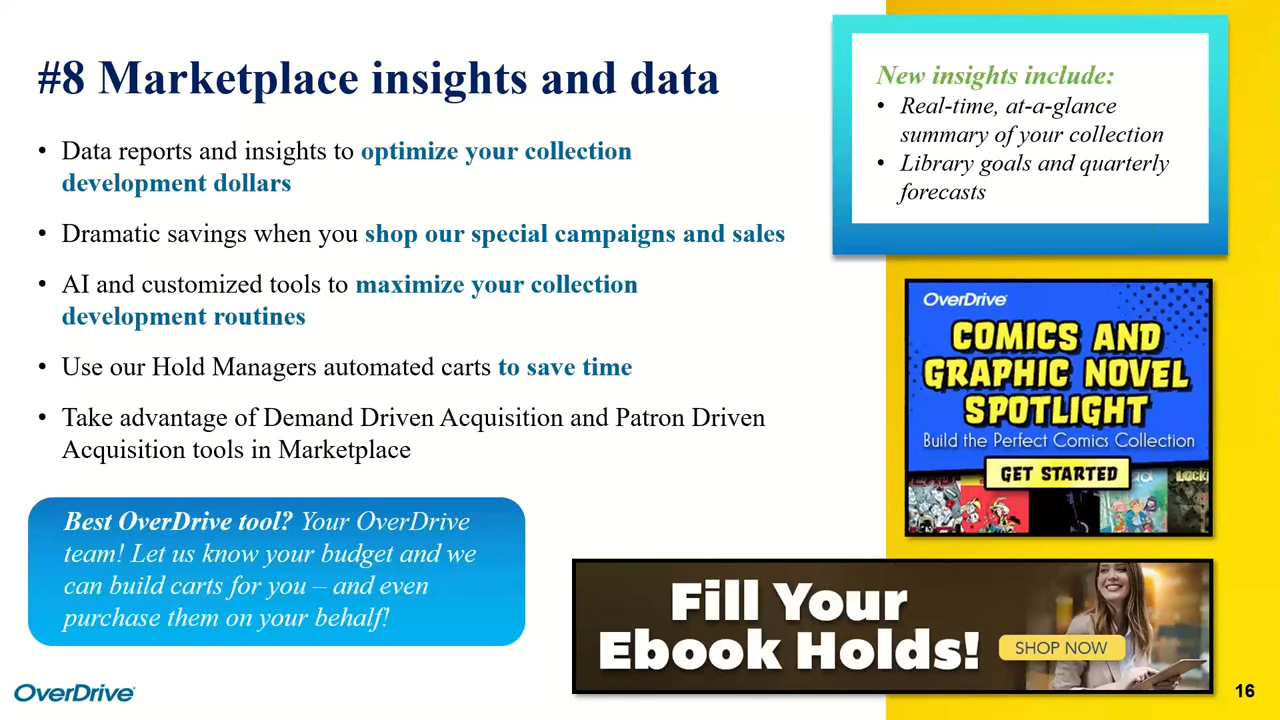 #8 Marketplace insights and data
• Data reports and insights to optimize your collection
development dollars
• Dramatic savings when you shop our special campaigns and sales
• AI and customized tools to maximize your collection
development routines
• Use our Hold Managers automated carts to save time
• Take advantage of Demand Driven Acquisition and Patron Driven
Acquisition tools in Marketplace
Best OverDrive tool? Your OverDrive
team! Let us know your budget and we
can build carts for you – and even
purchase them on your behalf!
New insights include:
• Real-time, at-a-glance
summary of your collection
• Library goals and quarterly
forecasts
OverDrive
COMICS AND
GRAPHIC NOVEL
SPOTLIGHT
Build the Perfect Comics Collection
GET STARTED
Fill Your
Ebook Holds!
SHOP NOW
OverDrive
16